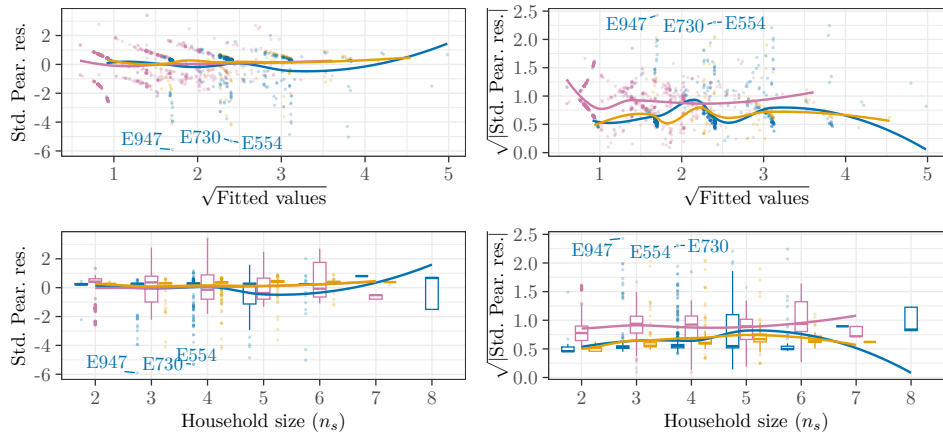 Std. Pear. res.
2
0
-2
-4
-6
E947
E730
E554
1
2
3
4
5
√Fitted values
√|Std. Pear. res.|
2.5
2.0
1.5
1.0
0.5
0.0
E947
E730
E554
1
2
3
4
5
√Fitted values
Std. Pear. res.
2
0
-2
-4
-6
E947
E730
E554
2
3
4
5
6
7
8
Household size (nₛ)
√|Std. Pear. res.|
2.5
2.0
1.5
1.0
0.5
0.0
E947
E554
E730
2
3
4
5
6
7
8
Household size (nₛ)